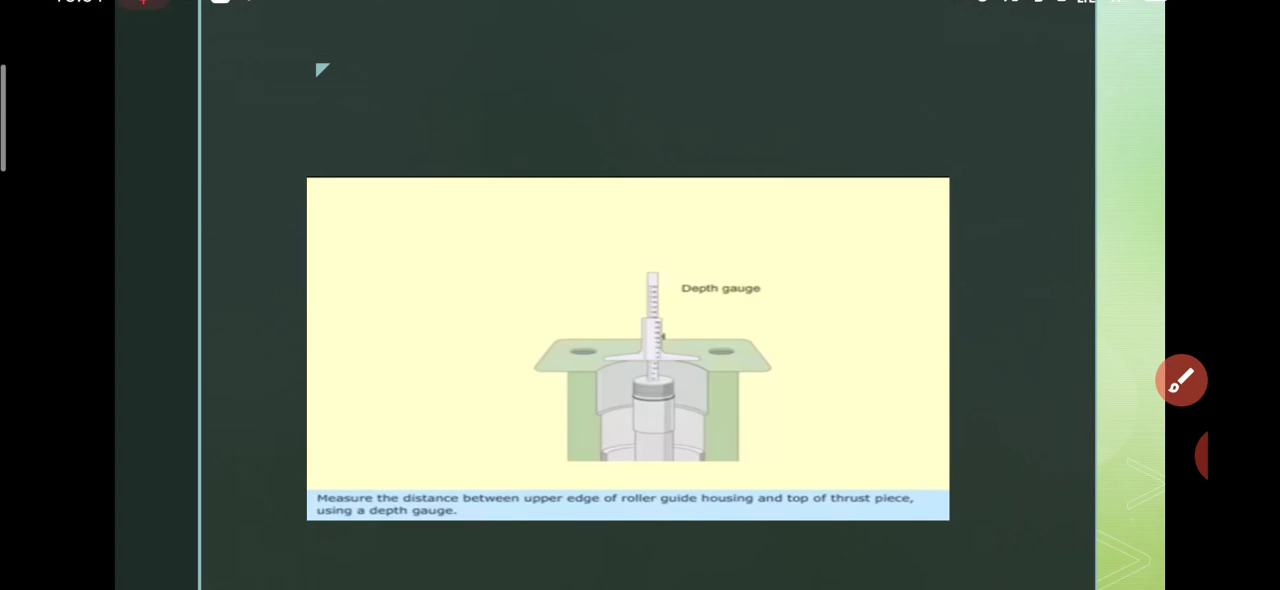 Depth gauge
Measure the distance between upper edge of roller guide housing and top of thrust piece,
using a depth gauge.